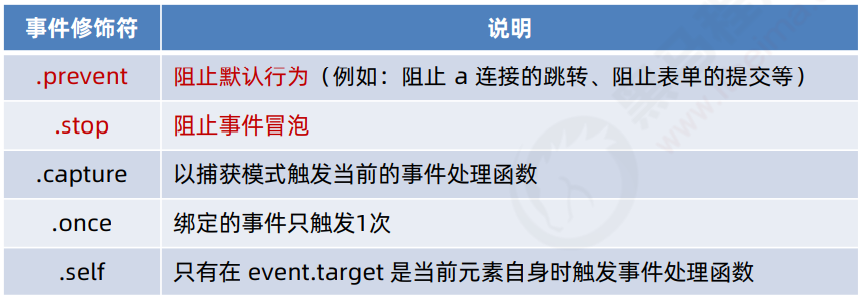 事件修饰符 说明
.prevent 阻止默认行为（例如：阻止 a 连接的跳转、阻止表单的提交等）
.stop 阻止事件冒泡
.capture 以捕获模式触发当前的事件处理函数
.once 绑定的事件只触发1次
.self 只有在 event.target 是当前元素自身时触发事件处理函数